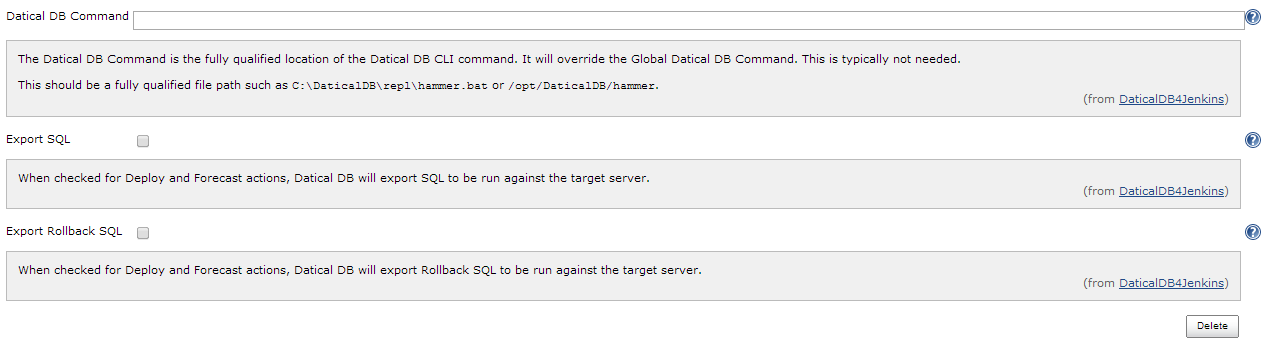 Datical DB Command
The Datical DB Command is the fully qualified location of the Datical DB CLI command. It will override the Global Datical DB Command. This is typically not needed.
This should be a fully qualified file path such as C:\DaticalDB\repl\hammer.bat or /opt/DaticalDB/hammer.
(from DaticalDB4Jenkins)
Export SQL
When checked for Deploy and Forecast actions, Datical DB will export SQL to be run against the target server.
(from DaticalDB4Jenkins)
Export Rollback SQL
When checked for Deploy and Forecast actions, Datical DB will export Rollback SQL to be run against the target server.
(from DaticalDB4Jenkins)
Delete